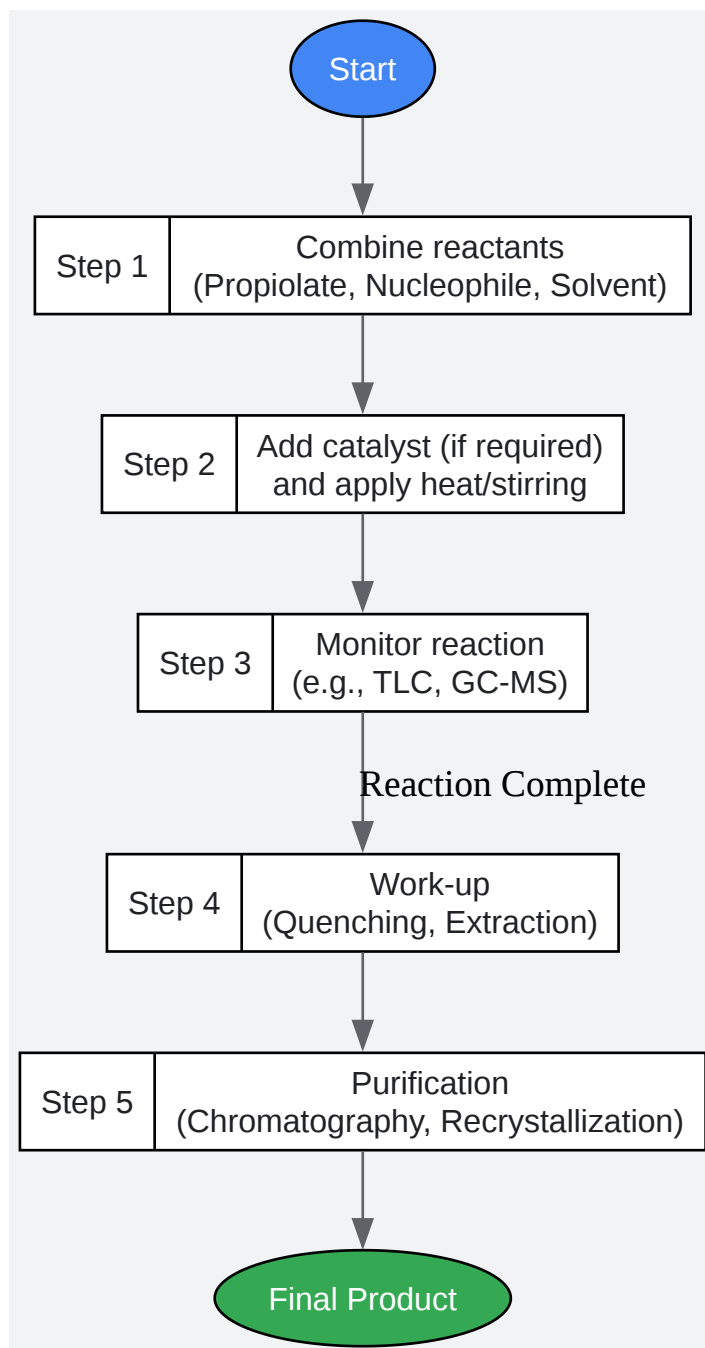 Start
Step 1
Combine reactants
(Propiolate, Nucleophile, Solvent)
Step 2
Add catalyst (if required)
and apply heat/stirring
Step 3
Monitor reaction
(e.g., TLC, GC-MS)
Reaction Complete
Step 4
Work-up
(Quenching, Extraction)
Step 5
Purification
(Chromatography, Recrystallization)
Final Product